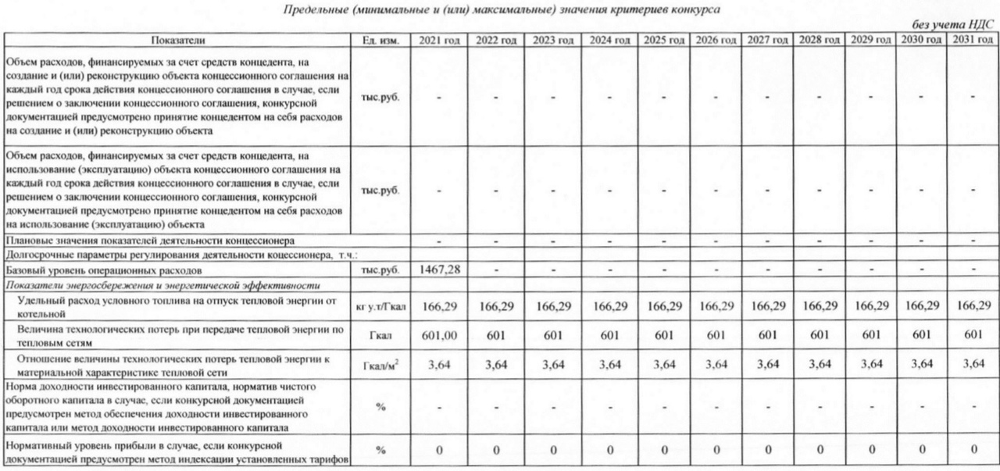 Предельные (минимальные и (или) максимальные) значения критериев конкурса
без учета НДС
Показатели Ед. изм. 2021 год 2022 год 2023 год 2024 год 2025 год 2026 год 2027 год 2028 год 2029 год 2030 год 2031 год
Объем расходов, финансируемых за счет средств концедента, на
создание и (или) реконструкцию объекта концессионного соглашения на
каждый год срока действия концессионного соглашения в случае, если
решением о заключении концессионного соглашения, конкурсной
документацией предусмотрено принятие концедентом на себя расходов
на создание и (или) реконструкцию объекта
тыс.руб. - - - - - - - - - - -
Объем расходов, финансируемых за счет средств концедента, на
использование (эксплуатацию) объекта концессионного соглашения на
каждый год срока действия концессионного соглашения в случае, если
решением о заключении концессионного соглашения, конкурсной
документацией предусмотрено принятие концедентом на себя расходов
на использование (эксплуатацию) объекта
тыс.руб. - - - - - - - - - - -
Плановые значения показателей деятельности концессионера - - - - - - - - - - -
Долгосрочные параметры регулирования деятельности коцессионера, т.ч.:
Базовый уровень операционных расходов тыс.руб. 1467,28 - - - - - - - - - -
Показатели энергосбережения и энергетической эффективности
Удельный расход условного топлива на отпуск тепловой энергии от
котельной
кг у.т/Гкал 166,29 166,29 166,29 166,29 166,29 166,29 166,29 166,29 166,29 166,29 166,29
Величина технологических потерь при передаче тепловой энергии по
тепловым сетям
Гкал 601,00 601 601 601 601 601 601 601 601 601 601
Отношение величины технологических потерь тепловой энергии к
материальной характеристике тепловой сети
Гкал/м² 3,64 3,64 3,64 3,64 3,64 3,64 3,64 3,64 3,64 3,64 3,64
Норма доходности инвестированного капитала, норматив чистого
оборотного капитала в случае, если конкурсной документацией
предусмотрен метод обеспечения доходности инвестированного
капитала или метод доходности инвестированного капитала
% - - - - - - - - - - -
Нормативный уровень прибыли в случае, если конкурсной
документацией предусмотрен метод индексации установленных тарифов
% 0 0 0 0 0 0 0 0 0 0 0